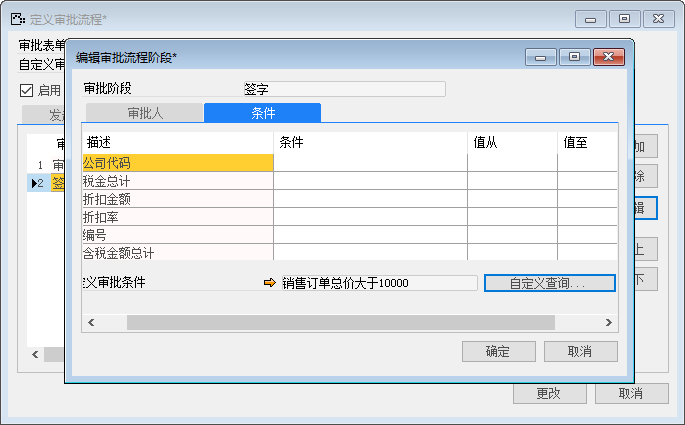 定义审批流程*
审批表单
自定义审
启用
编辑审批流程阶段*
审批阶段 签字
审批人 条件
描述 条件 值从 值至
公司代码
税金总计
折扣金额
折扣率
编号
含税金额总计
定义审批条件 销售订单总价大于10000 自定义查询...
确定 取消
审
1 审
2 签
加
除
辑
上
下
更改 取消